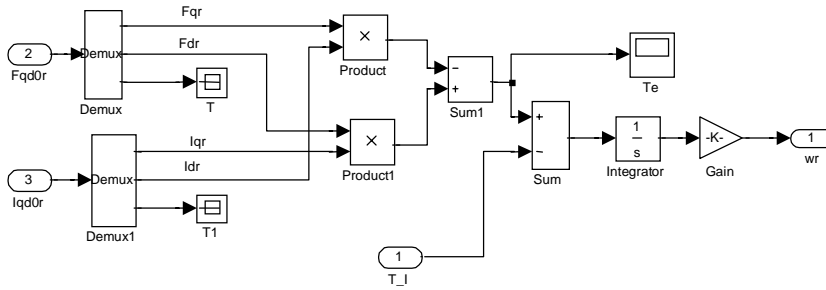 Fqr
2
Demux
Fdr
×
Fqd0r
Product
T
−
+
Te
Demux
Sum1
Iqr
×
+
−
1
s
-K-
1
3
Demux
Idr
Product1
Integrator
Gain
wr
Iqd0r
Sum
T1
Demux1
1
T_l